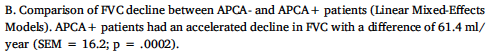 B. Comparison of FVC decline between APCA- and APCA+ patients (Linear Mixed-Effects
Models). APCA+ patients had an accelerated decline in FVC with a difference of 61.4 ml/
year (SEM = 16.2; p = .0002).